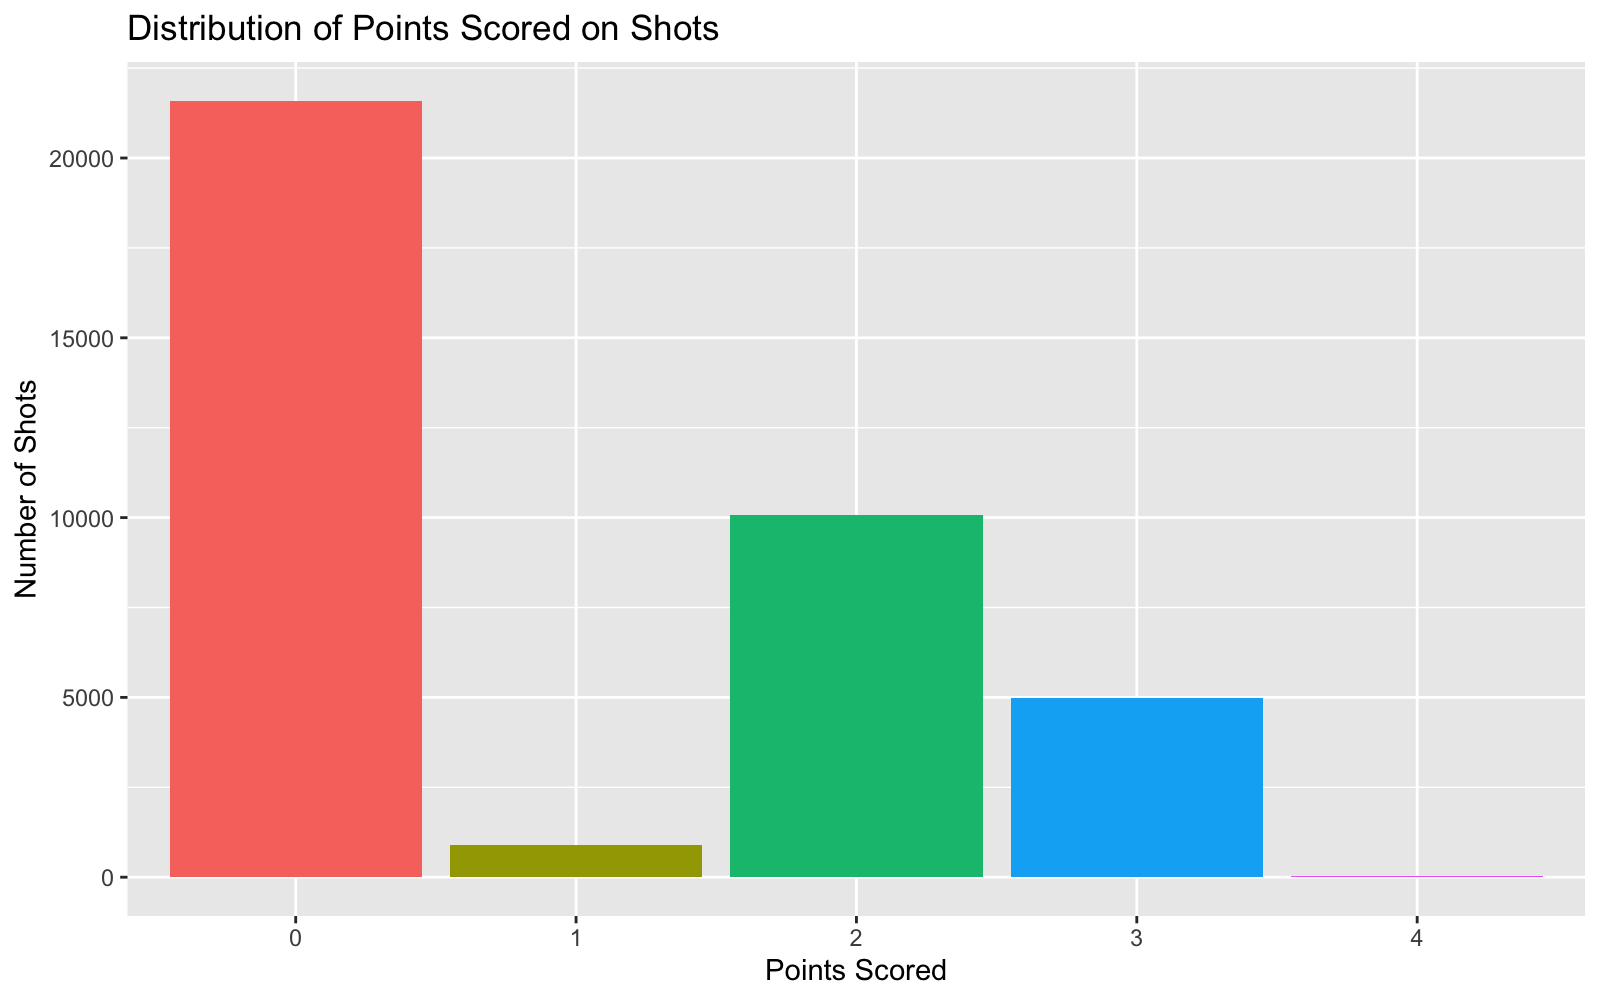 Distribution of Points Scored on Shots
20000
15000
10000
5000
0
Number of Shots
0 1 2 3 4
Points Scored